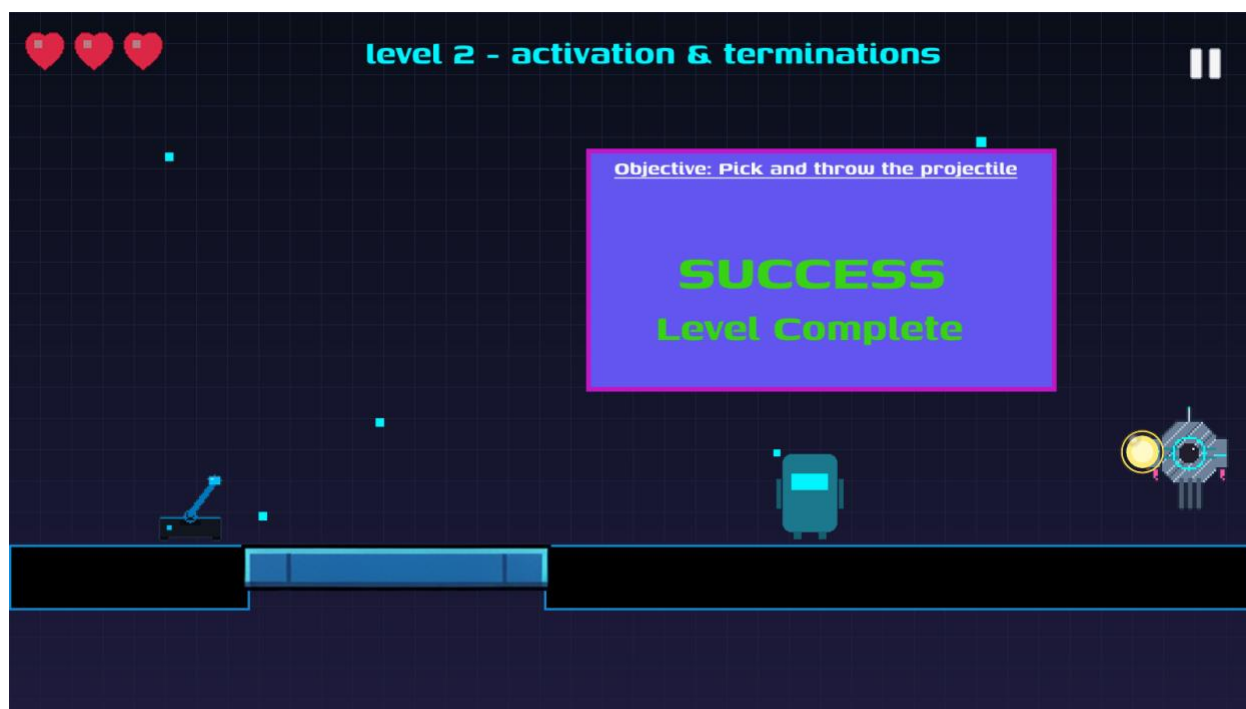 level 2 - activation & terminations
Objective: Pick and throw the projectile
SUCCESS
Level Complete